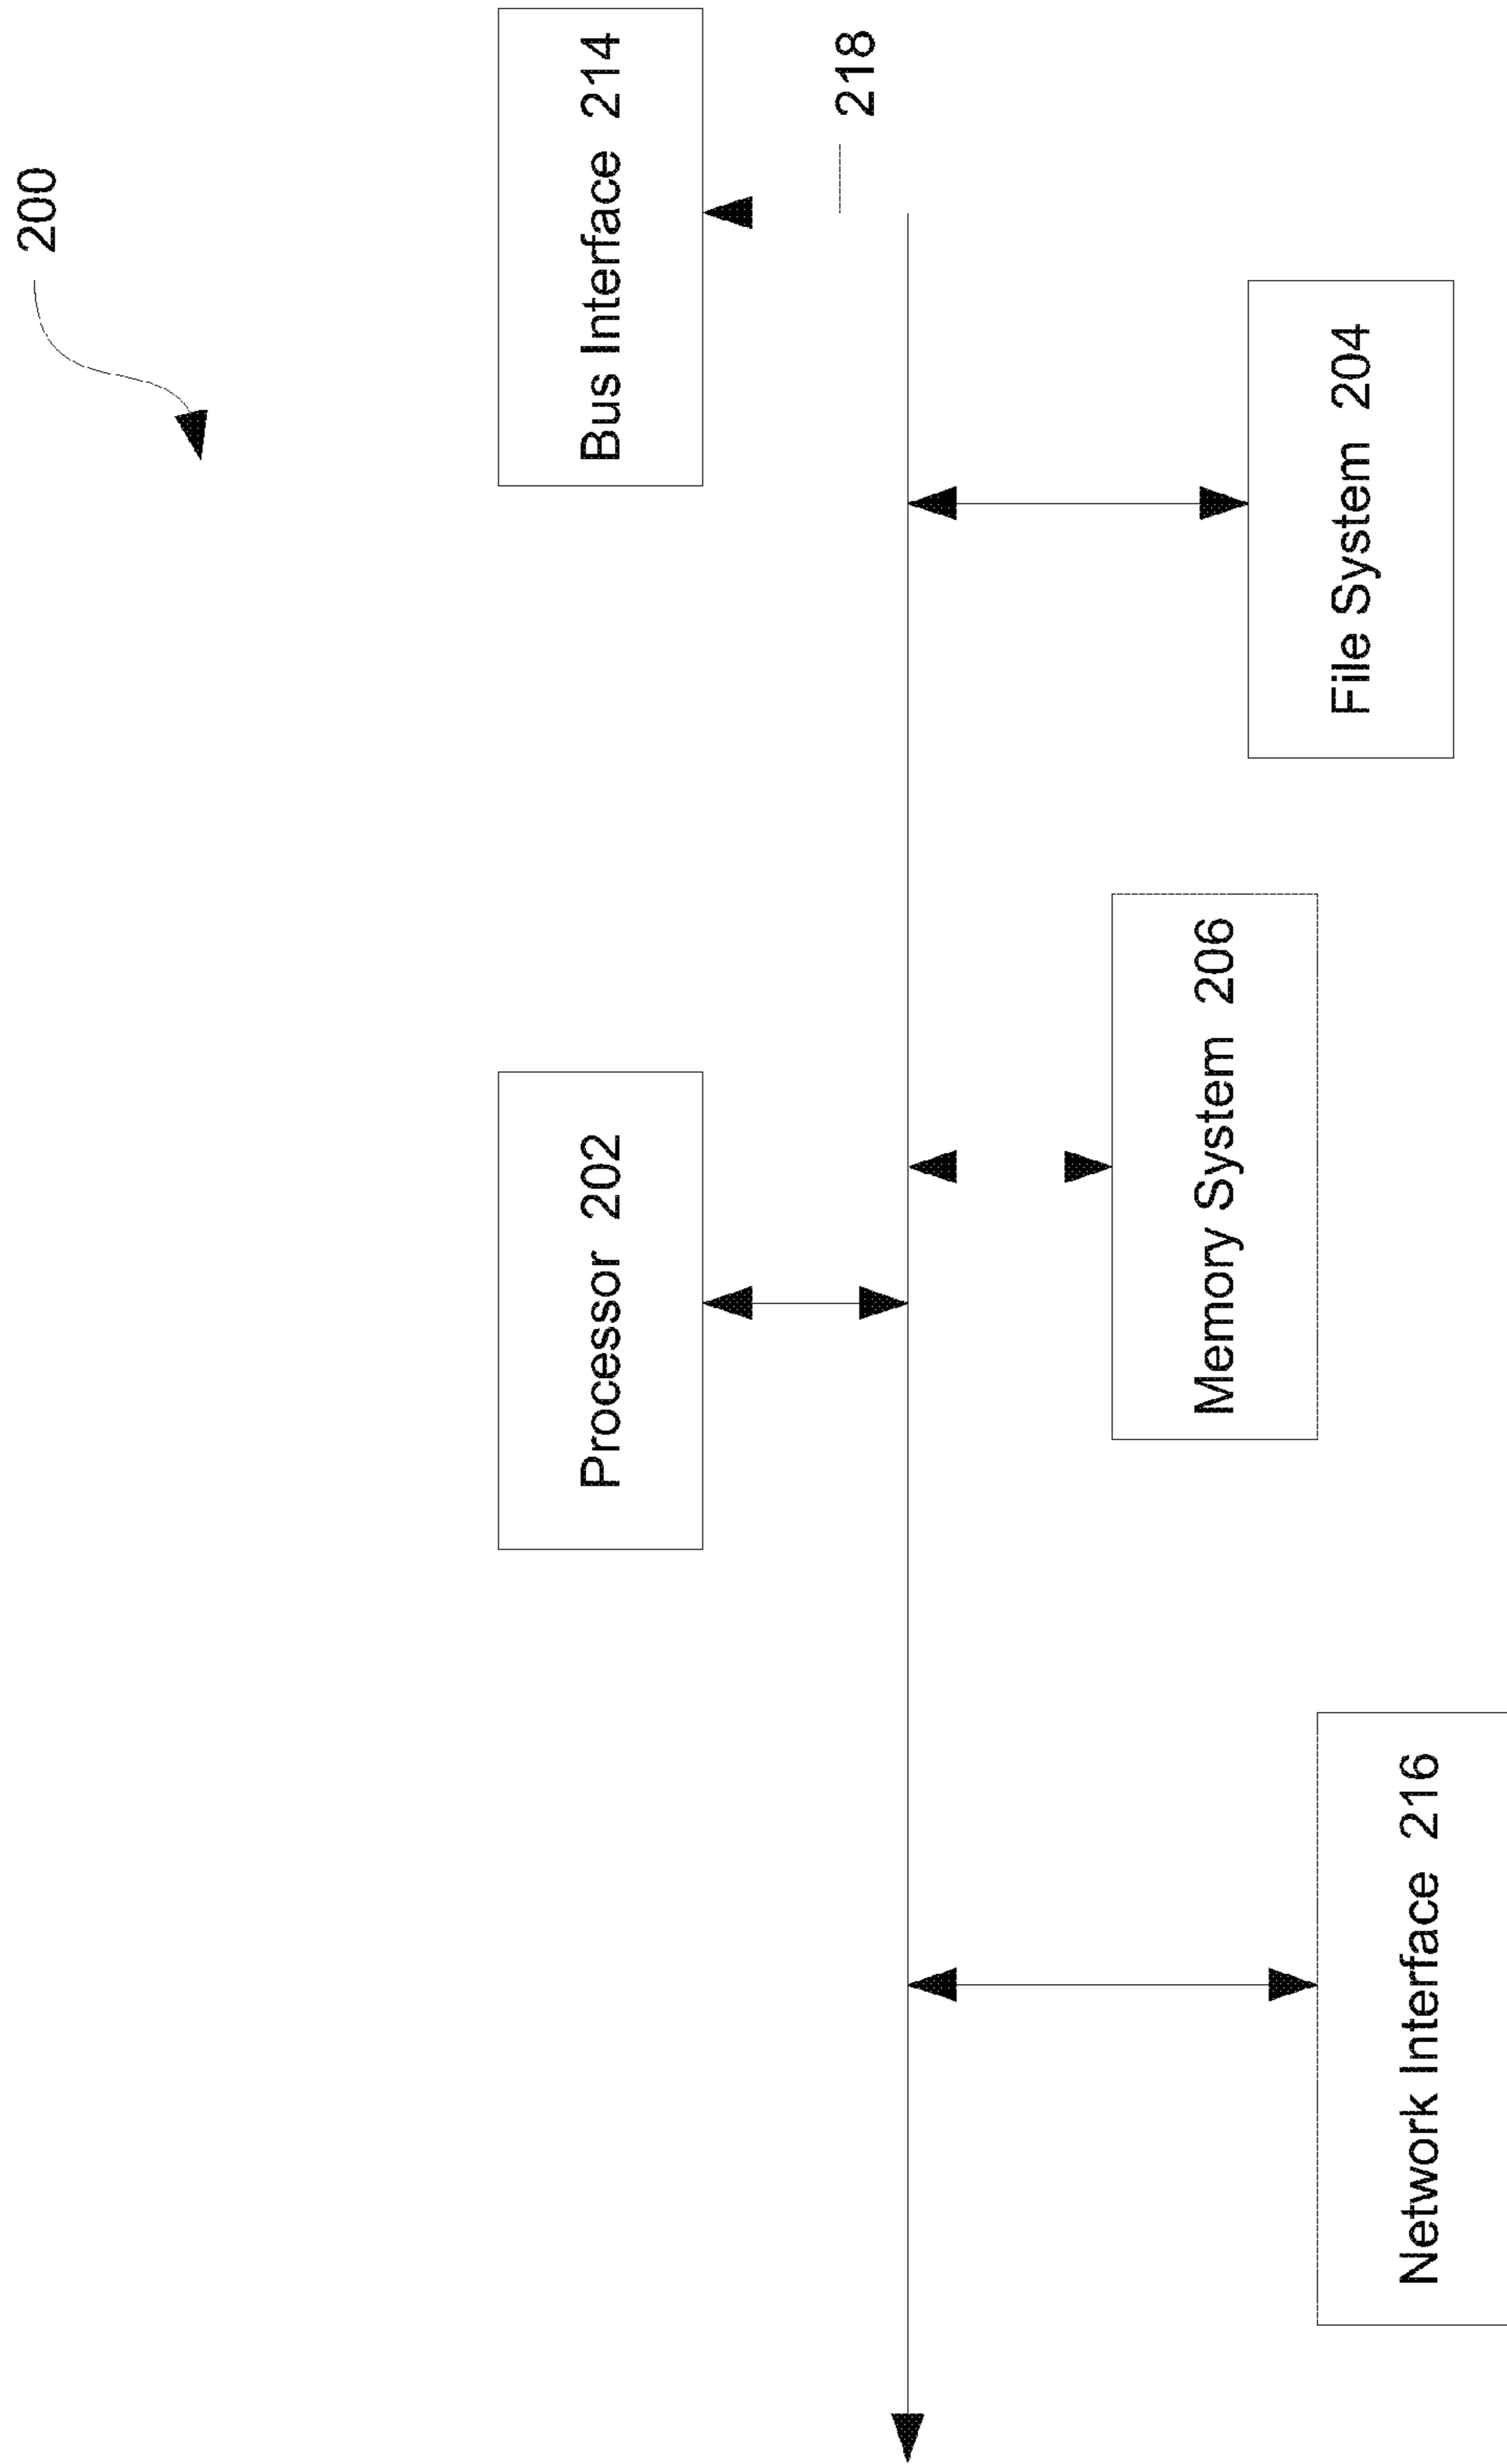 200
Bus Interface 214
218
File System 204
Processor 202
Memory System 206
Network Interface 216